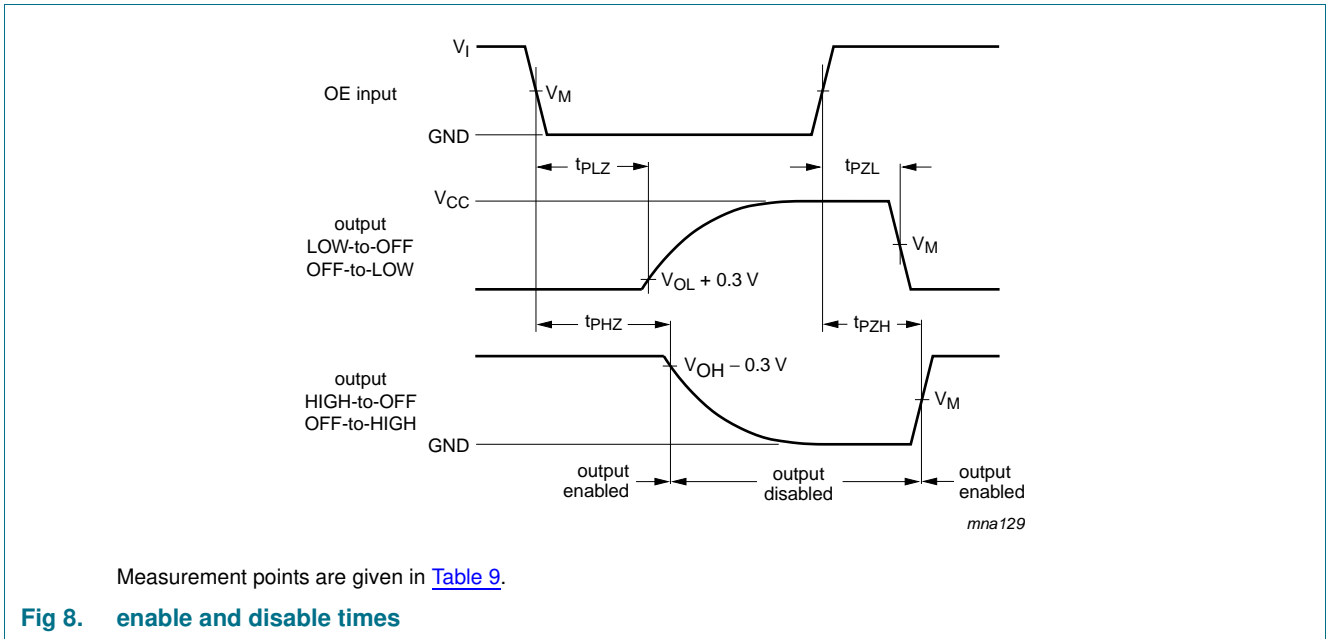 VI
OE input
VM
GND
tPLZ
tPZL
VCC
output
LOW-to-OFF
OFF-to-LOW
VM
VOL + 0.3 V
tPHZ
tPZH
output
HIGH-to-OFF
OFF-to-HIGH
VOH − 0.3 V
VM
GND
output
enabled
output
disabled
output
enabled
mna129
Measurement points are given in Table 9.
Fig 8. enable and disable times